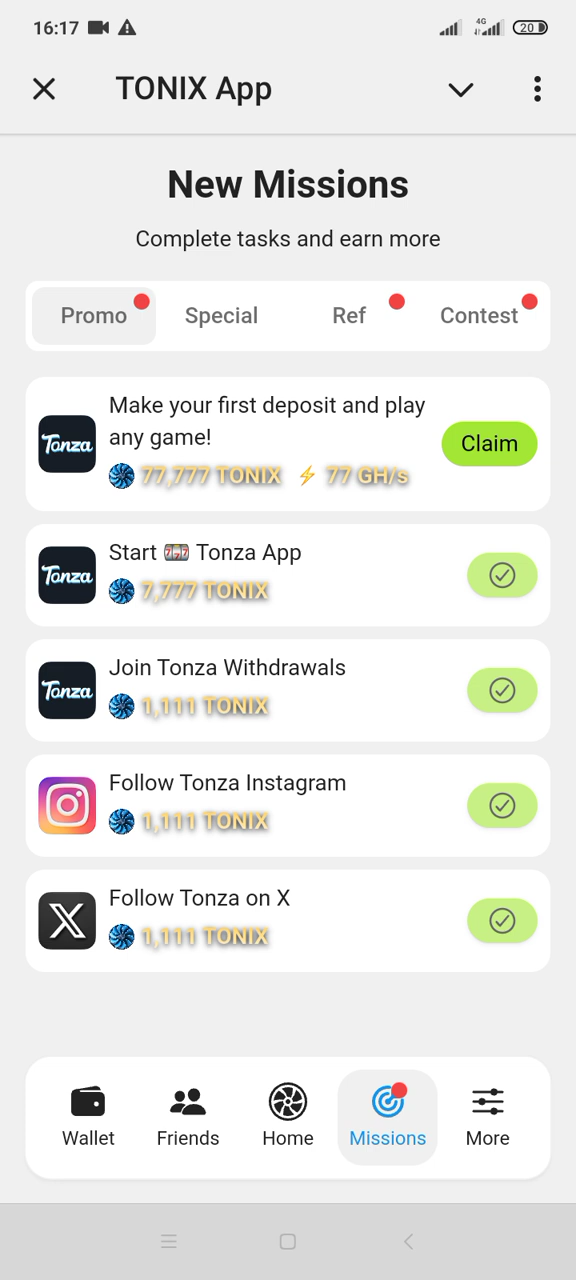 16:17
4G
20
TONIX App
New Missions
Complete tasks and earn more
Promo Special Ref Contest
Make your first deposit and play
any game!
Tonza
Claim
77,777 TONIX ⚡ 77 GH/s
Start 🎰 Tonza App
Tonza
7,777 TONIX
Join Tonza Withdrawals
Tonza
1,111 TONIX
Follow Tonza Instagram
1,111 TONIX
Follow Tonza on X
1,111 TONIX
Wallet Friends Home Missions More